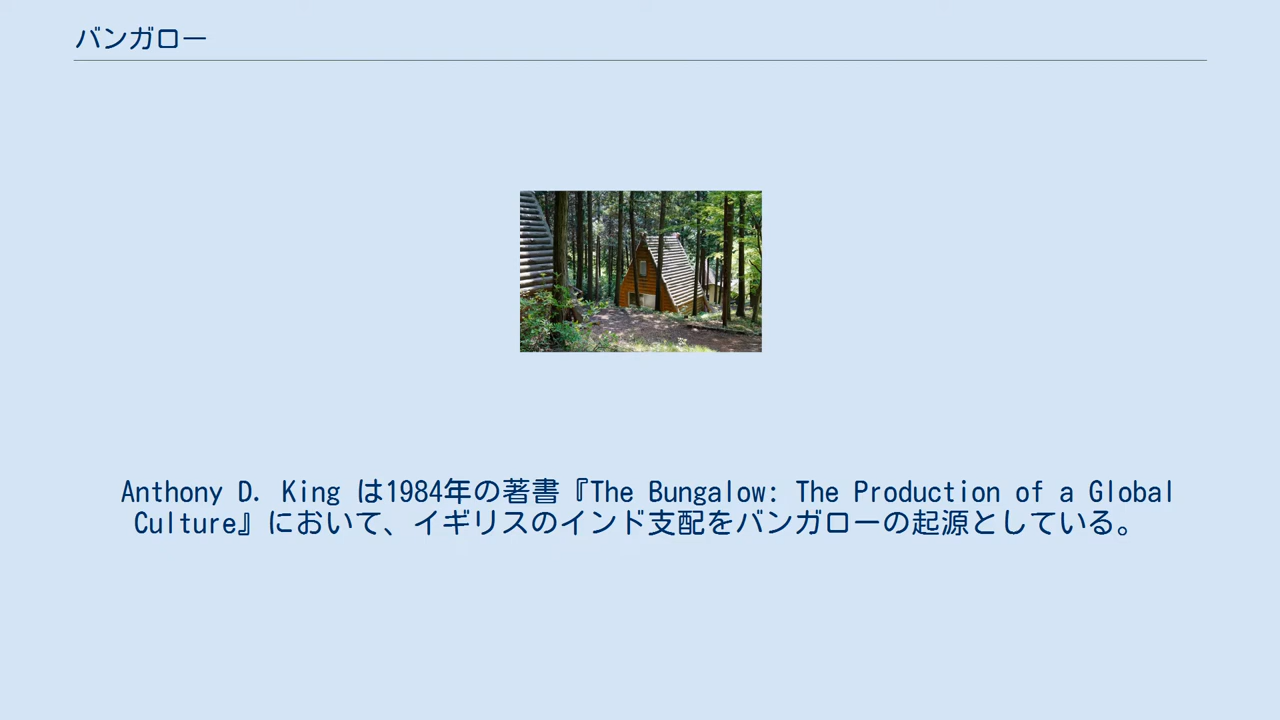 バンガロー
Anthony D. King は1984年の著書『The Bungalow: The Production of a Global
Culture』において、イギリスのインド支配をバンガローの起源としている。